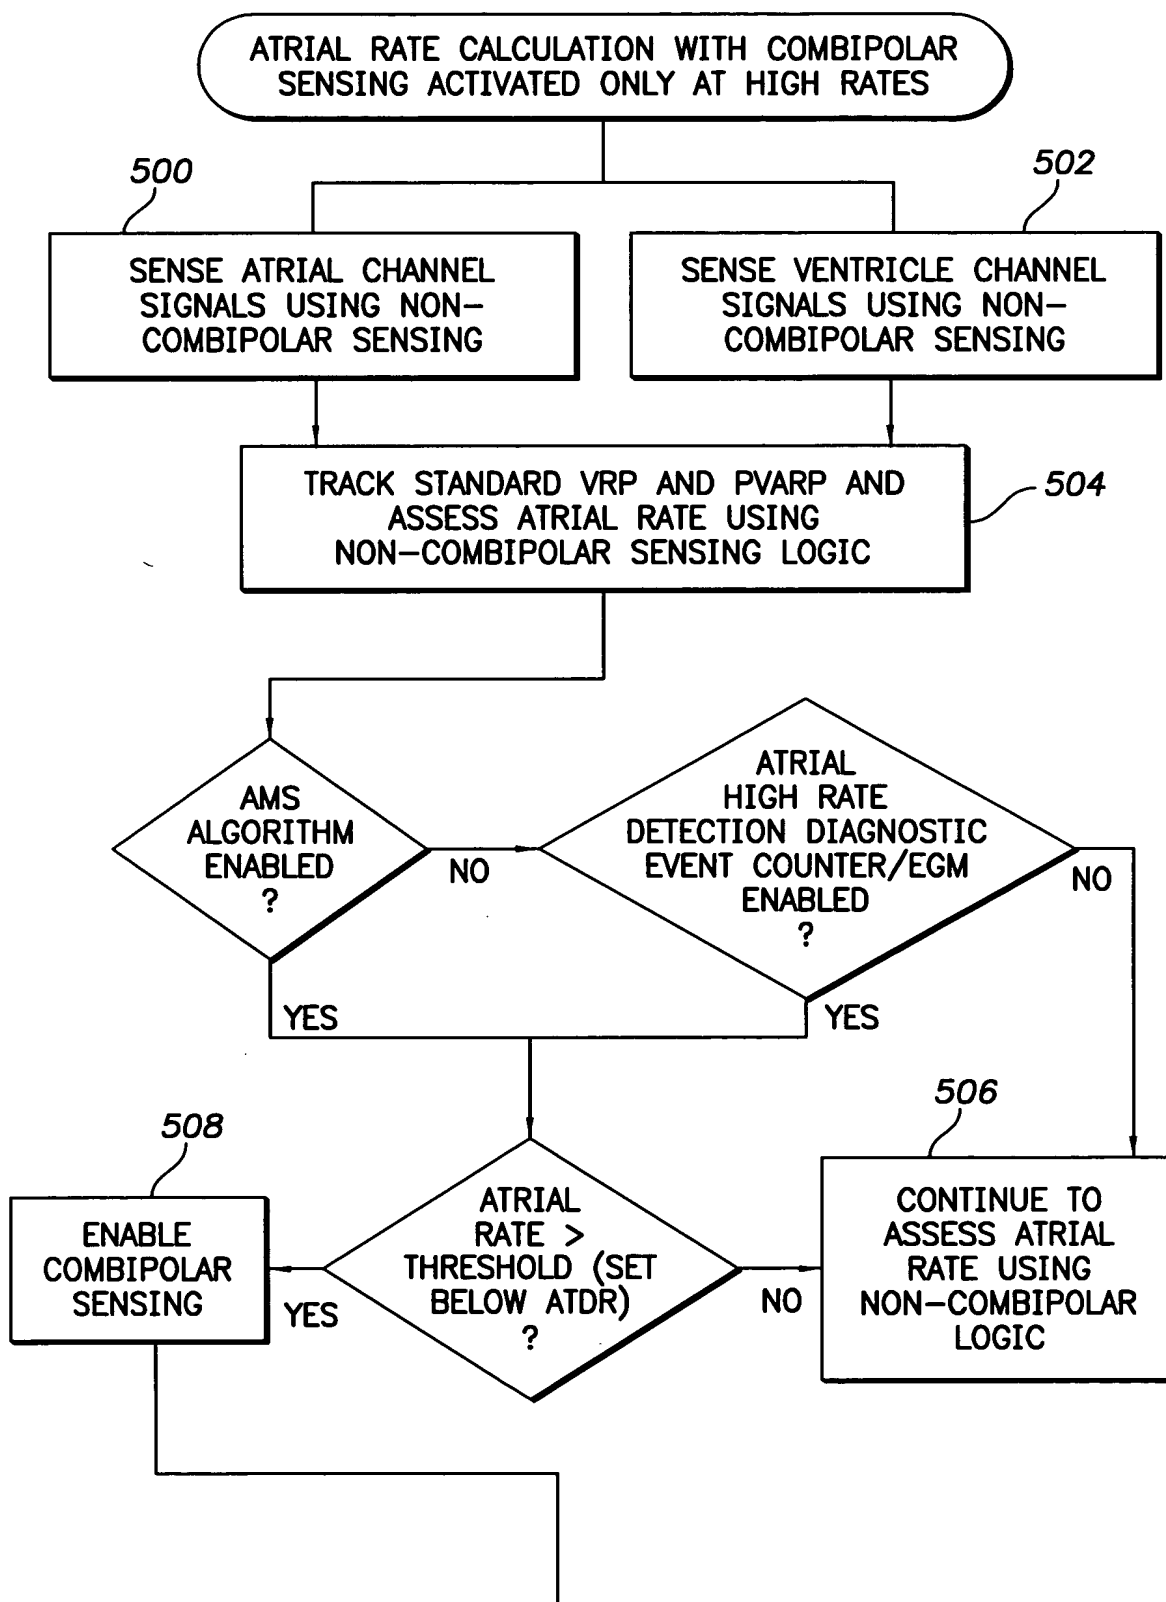 ATRIAL RATE CALCULATION WITH COMBIPOLAR
SENSING ACTIVATED ONLY AT HIGH RATES
500
502
SENSE ATRIAL CHANNEL
SIGNALS USING NON-
COMBIPOLAR SENSING
SENSE VENTRICLE CHANNEL
SIGNALS USING NON-
COMBIPOLAR SENSING
TRACK STANDARD VRP AND PVARP AND
ASSESS ATRIAL RATE USING
NON-COMBIPOLAR SENSING LOGIC
504
AMS
ALGORITHM
ENABLED
?
NO
YES
ATRIAL
HIGH RATE
DETECTION DIAGNOSTIC
EVENT COUNTER/EGM
ENABLED
?
NO
YES
508
ENABLE
COMBIPOLAR
SENSING
YES
ATRIAL
RATE >
THRESHOLD (SET
BELOW ATDR)
?
NO
506
CONTINUE TO
ASSESS ATRIAL
RATE USING
NON-COMBIPOLAR
LOGIC